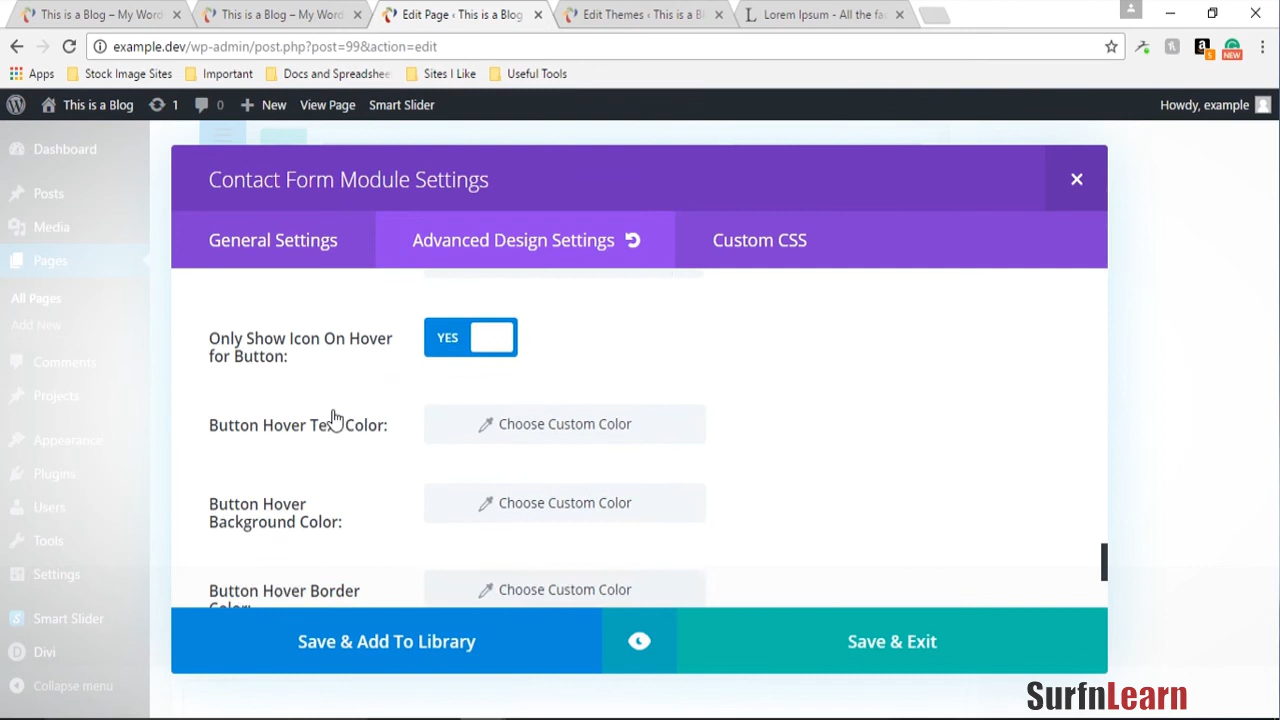 This is a Blog – My Word
This is a Blog – My Word
Edit Page ‹ This is a Blog
Edit Themes ‹ This is a Bl
Lorem Ipsum - All the fac
example.dev/wp-admin/post.php?post=99&action=edit
5
NEW
Apps
Stock Image Sites
Important
Docs and Spreadshee
Sites I Like
Useful Tools
This is a Blog
1
0
New
View Page
Smart Slider
Howdy, example
Dashboard
Posts
Media
Pages
All Pages
Add New
Comments
Projects
Appearance
Plugins
Users
Tools
Settings
Smart Slider
Divi
Collapse menu
Contact Form Module Settings
General Settings
Advanced Design Settings
Custom CSS
Only Show Icon On Hover
for Button:
YES
Button Hover Text Color:
Choose Custom Color
Button Hover
Background Color:
Choose Custom Color
Button Hover Border
Color:
Choose Custom Color
Save & Add To Library
Save & Exit
SurfnLearn